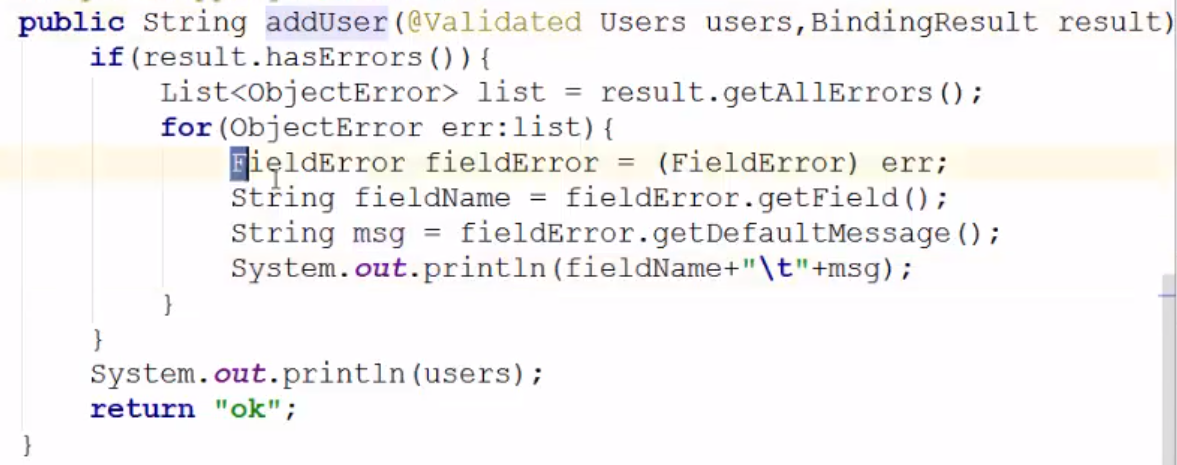 public String addUser(@Validated Users users,BindingResult result)
if(result.hasErrors()){
List<ObjectError> list = result.getAllErrors();
for(ObjectError err:list){
FieldError fieldError = (FieldError) err;
String fieldName = fieldError.getField();
String msg = fieldError.getDefaultMessage();
System.out.println(fieldName+"\t"+msg);
}
}
System.out.println(users);
return "ok";
}